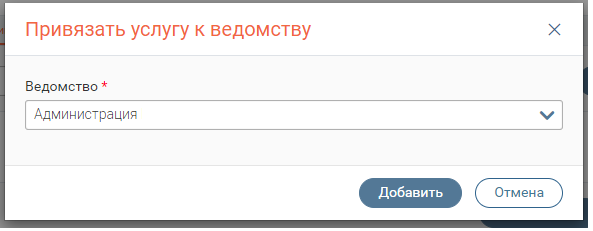 Привязать услугу к ведомству
Ведомство *
Администрация
Добавить
Отмена